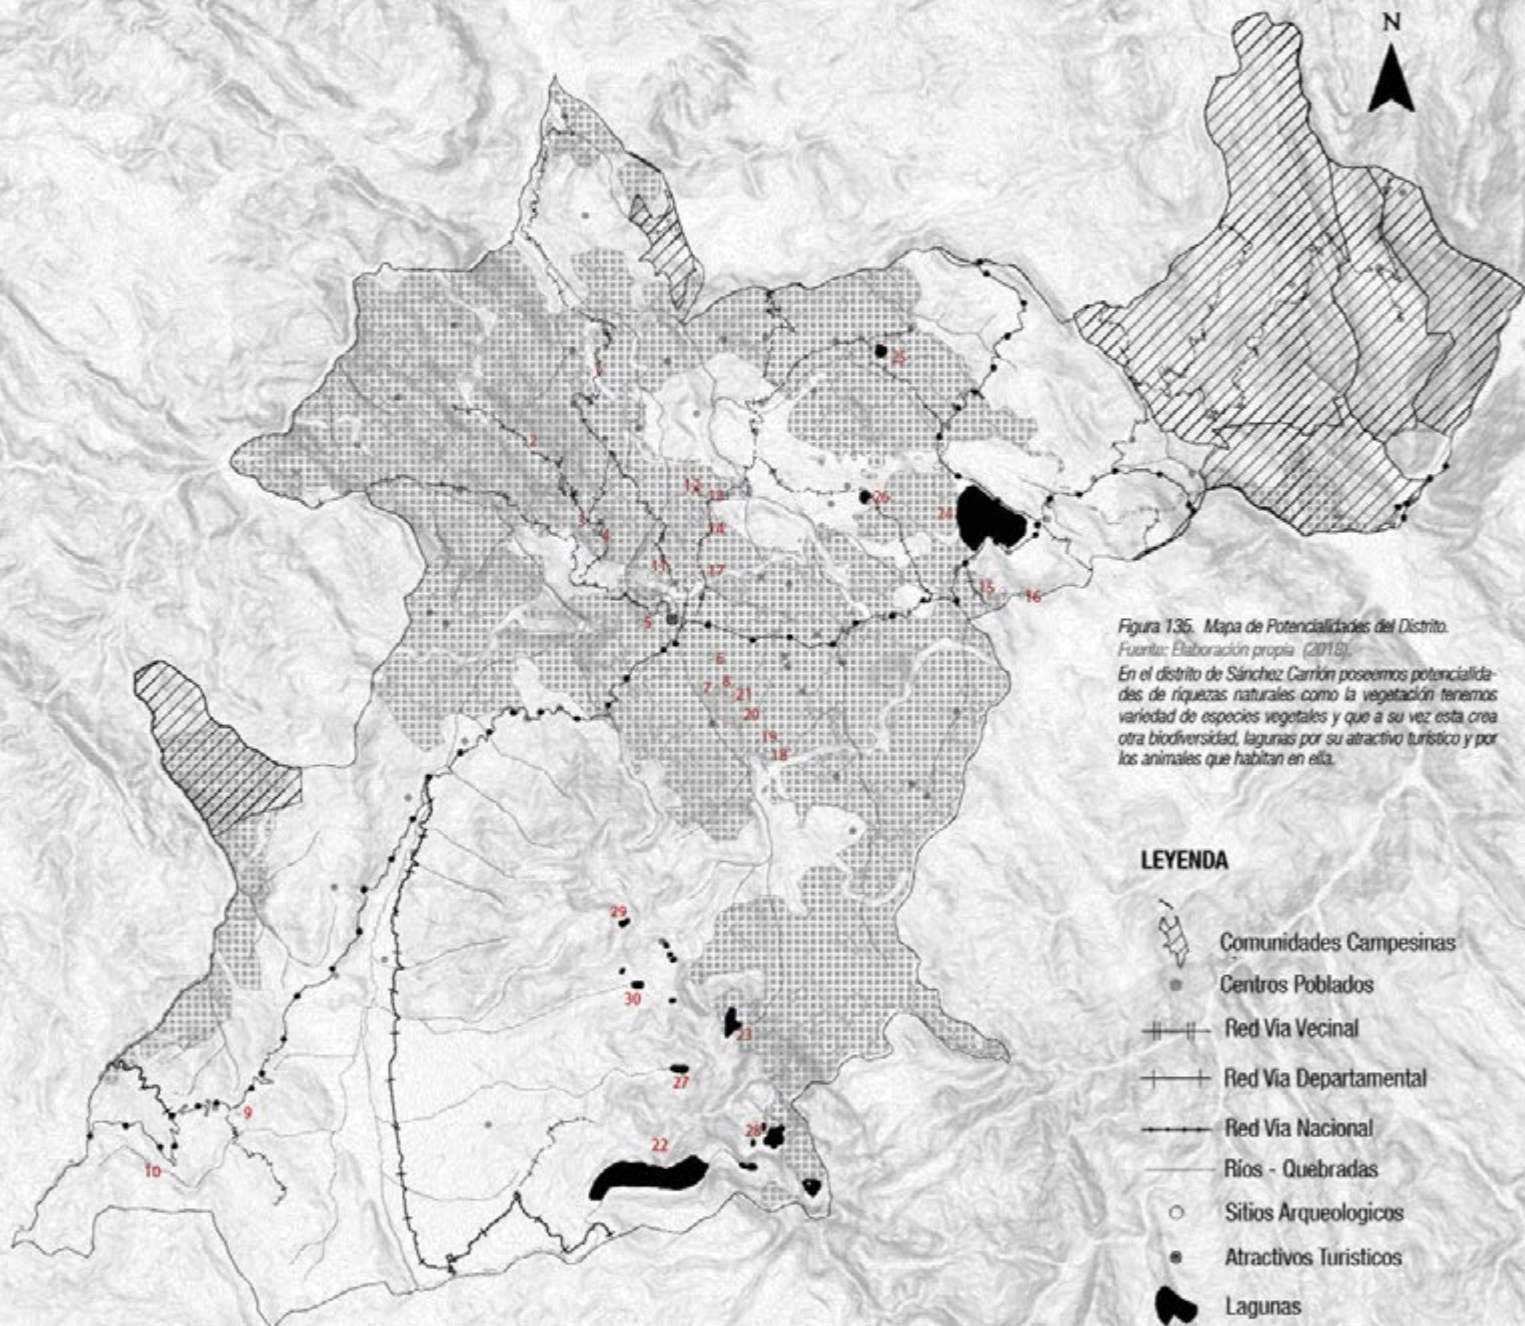 N
1
2
3
4
5
6
7
8
9
10
11
12
13
14
15
16
17
18
19
20
21
22
23
24
25
26
27
28
29
30
Figura 135. Mapa de Potencialidades del Distrito.
Fuente: Elaboración propia (2018).
En el distrito de Sánchez Carrión poseemos potencialida-
des de riquezas naturales como la vegetación tenemos
variedad de especies vegetales y que a su vez esta crea
otra biodiversidad, lagunas por su atractivo turístico y por
los animales que habitan en ella.
LEYENDA
Comunidades Campesinas
Centros Poblados
Red Via Vecinal
Red Via Departamental
Red Via Nacional
Ríos - Quebradas
Sitios Arqueologicos
Atractivos Turisticos
Lagunas